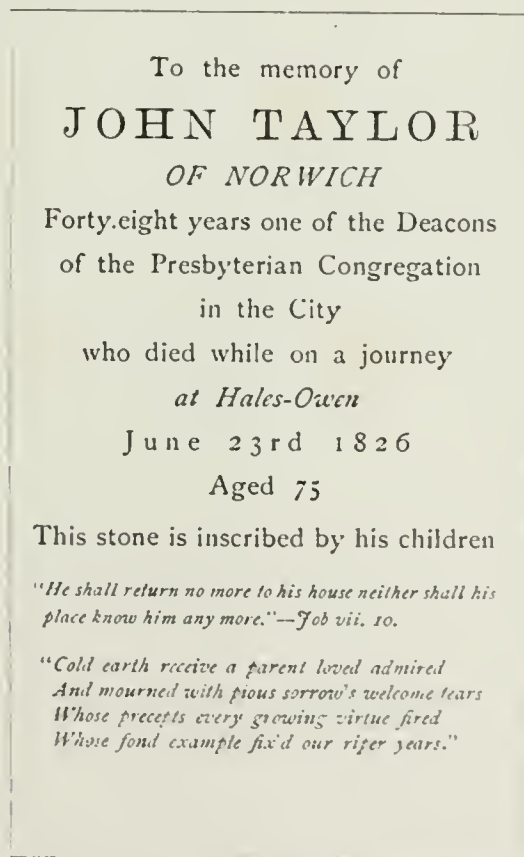 To the memory of
JOHN TAYLOR
OF NORWICH
Forty.eight years one of the Deacons
of the Presbyterian Congregation
in the City
who died while on a journey
at Hales-Owen
June 23rd 1826
Aged 75
This stone is inscribed by his children
"He shall return no more to his house neither shall his
place know him any more."—Job vii. 10.
"Cold earth receive a parent loved admired
And mourned with pious sorrow's welcome tears
Whose precepts every growing virtue fired
Whose fond example fix'd our riper years."